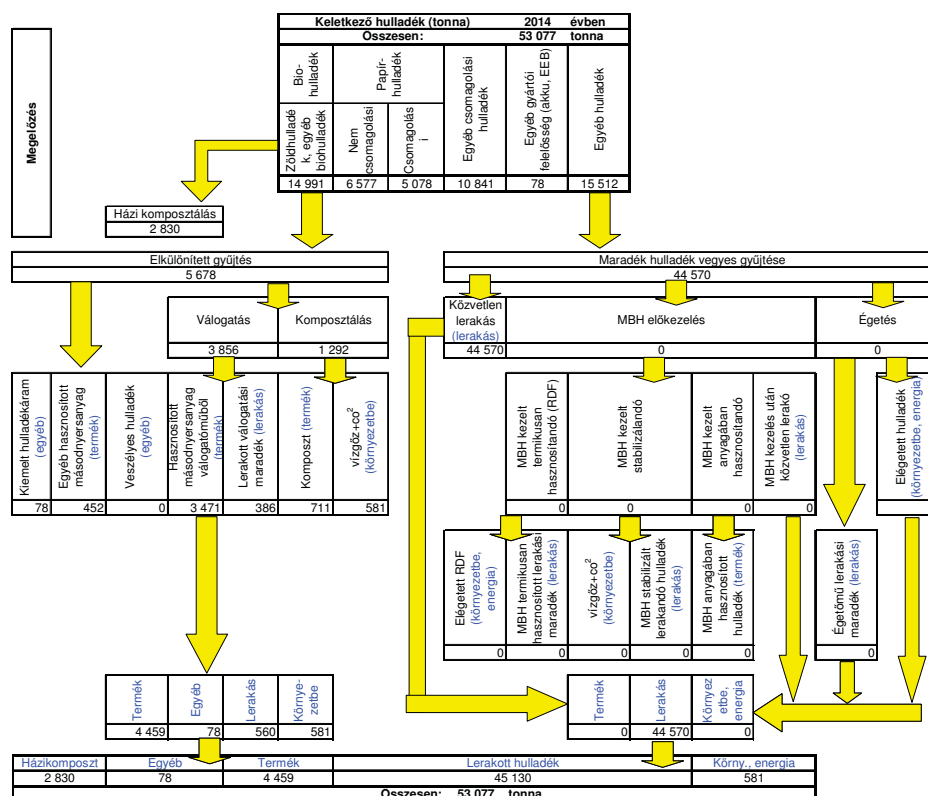 Keletkező hulladék (tonna) 2014 évben
Összesen: 53 077 tonna
Megelőzés
Bio-hulladék
Papír-hulladék
Zöldhulladék, egyéb biohulladék
Nem csomagolási
Csomagolási
Egyéb csomagolási hulladék
Egyéb gyártói felelősség (akku, EEB)
Egyéb hulladék
14 991 6 577 5 078 10 841 78 15 512
Házi komposztálás
2 830
Elkülönített gyűjtés
5 678
Maradék hulladék vegyes gyűjtése
44 570
Válogatás Komposztálás
3 856 1 292
Közvetlen lerakás (lerakás)
MBH előkezelés
Égetés
44 570 0 0
Kiemelt hulladékáram (egyéb)
Egyéb hasznosított másodnyersanyag (termék)
Veszélyes hulladék (egyéb)
Hasznosított másodnyersanyag válogatóműből (termék)
Lerakott válogatási maradék (lerakás)
Komposzt (termék)
vízgőz+co² (környezetbe)
78 452 0 3 471 386 711 581
MBH kezelt termikusan hasznosítandó (RDF)
MBH kezelt stabilizálandó
MBH kezelt anyagában hasznosítandó
MBH kezelés után közvetlen lerakó (lerakás)
Elégetett hulladék (környezetbe, energia)
0 0 0 0
Elégetett RDF (környezetbe, energia)
MBH termikusan hasznosított lerakási maradék (lerakás)
vízgőz+co² (környezetbe)
MBH stabilizált lerakandó hulladék (lerakás)
MBH anyagában hasznosított hulladék (termék)
Égetőmű lerakási maradék (lerakás)
0 0 0 0 0 0
Termék
Egyéb
Lerakás
Környe-zetbe
4 459 78 560 581
Termék
Lerakás
Környezetbe, energia
0 44 570 0
Házikomposzt Egyéb Termék Lerakott hulladék Körny., energia
2 830 78 4 459 45 130 581
Összesen: 53 077 tonna